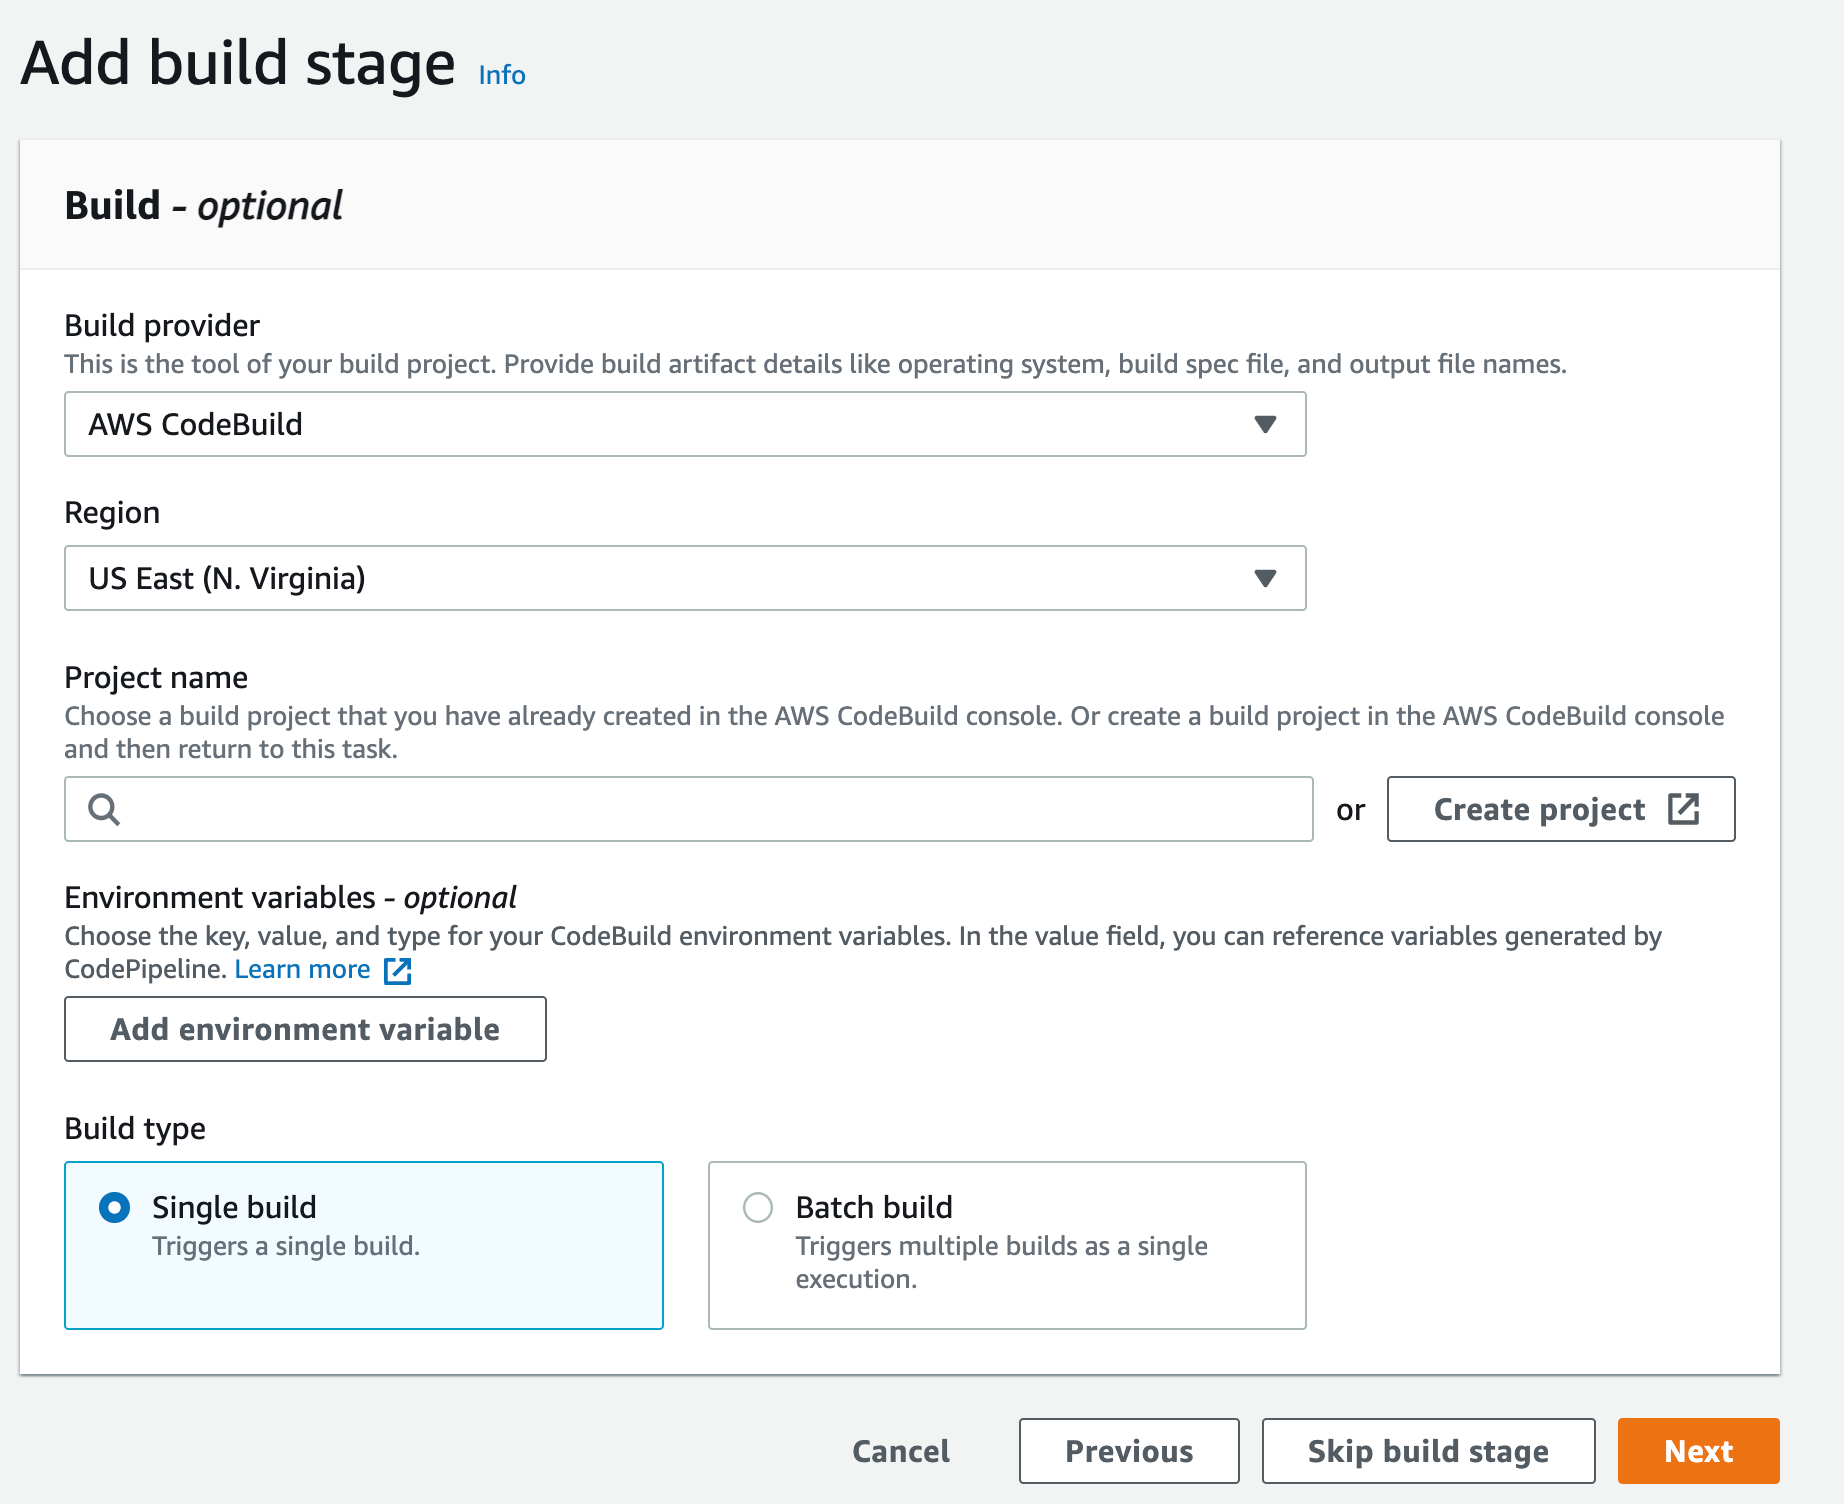 Add build stage Info
Build - optional
Build provider
This is the tool of your build project. Provide build artifact details like operating system, build spec file, and output file names.
AWS CodeBuild
Region
US East (N. Virginia)
Project name
Choose a build project that you have already created in the AWS CodeBuild console. Or create a build project in the AWS CodeBuild console
and then return to this task.
or Create project
Environment variables - optional
Choose the key, value, and type for your CodeBuild environment variables. In the value field, you can reference variables generated by
CodePipeline. Learn more
Add environment variable
Build type
Single build
Triggers a single build.
Batch build
Triggers multiple builds as a single
execution.
Cancel Previous Skip build stage Next